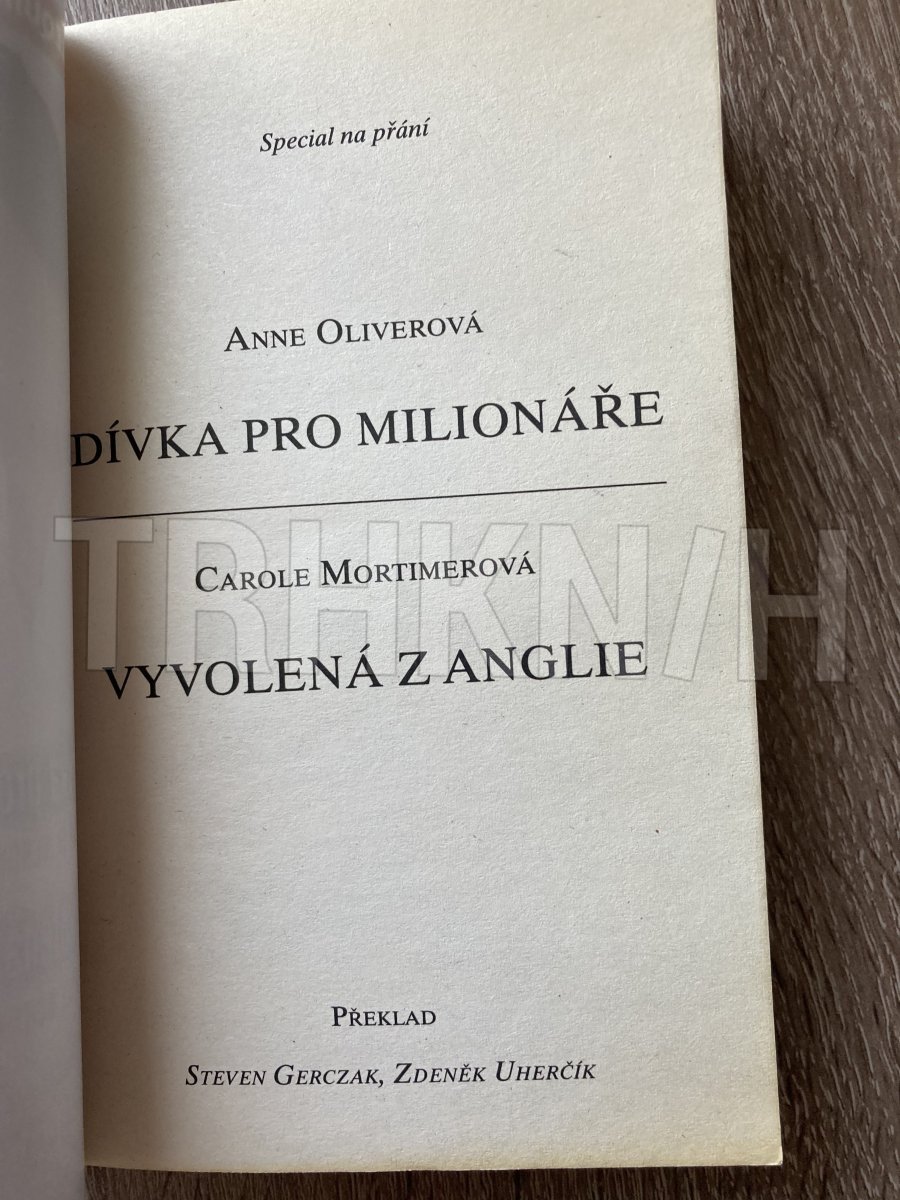 Special na přání
ANNE OLIVEROVÁ
DÍVKA PRO MILIONÁŘE
CAROLE MORTIMEROVÁ
VYVOLENÁ Z ANGLIE
PŘEKLAD
STEVEN GERCZAK, ZDENĚK UHERČÍK
TRHKNIH